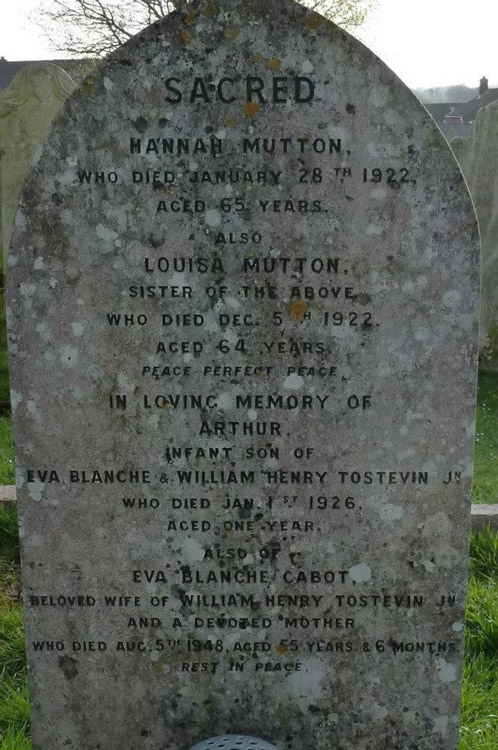 SACRED
HANNAH MUTTON,
WHO DIED JANUARY 28TH 1922,
AGED 65 YEARS.
ALSO
LOUISA MUTTON,
SISTER OF THE ABOVE
WHO DIED DEC. 5TH 1922.
AGED 64 YEARS.
PEACE PERFECT PEACE
IN LOVING MEMORY OF
ARTHUR,
INFANT SON OF
EVA BLANCHE & WILLIAM HENRY TOSTEVIN JNR
WHO DIED JAN. 1ST 1926,
AGED ONE YEAR.
ALSO OF
EVA BLANCHE CABOT,
BELOVED WIFE OF WILLIAM HENRY TOSTEVIN JNR
AND A DEVOTED MOTHER
WHO DIED AUG. 5TH 1948, AGED 55 YEARS & 6 MONTHS.
REST IN PEACE.